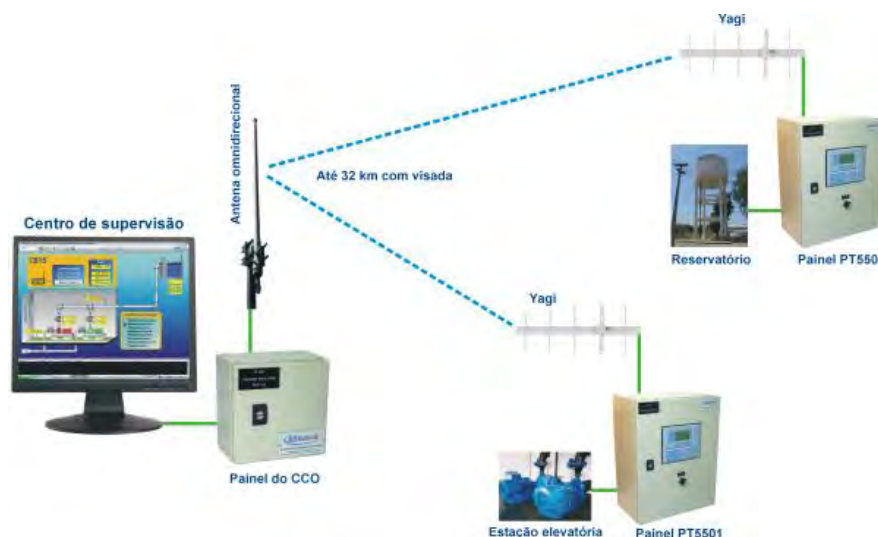 Yagi
Antena omnidirecional
Até 32 km com visada
Centro de supervisão
Reservatório
Painel PT550
Yagi
Painel do CCO
Estação elevatória
Painel PT5501